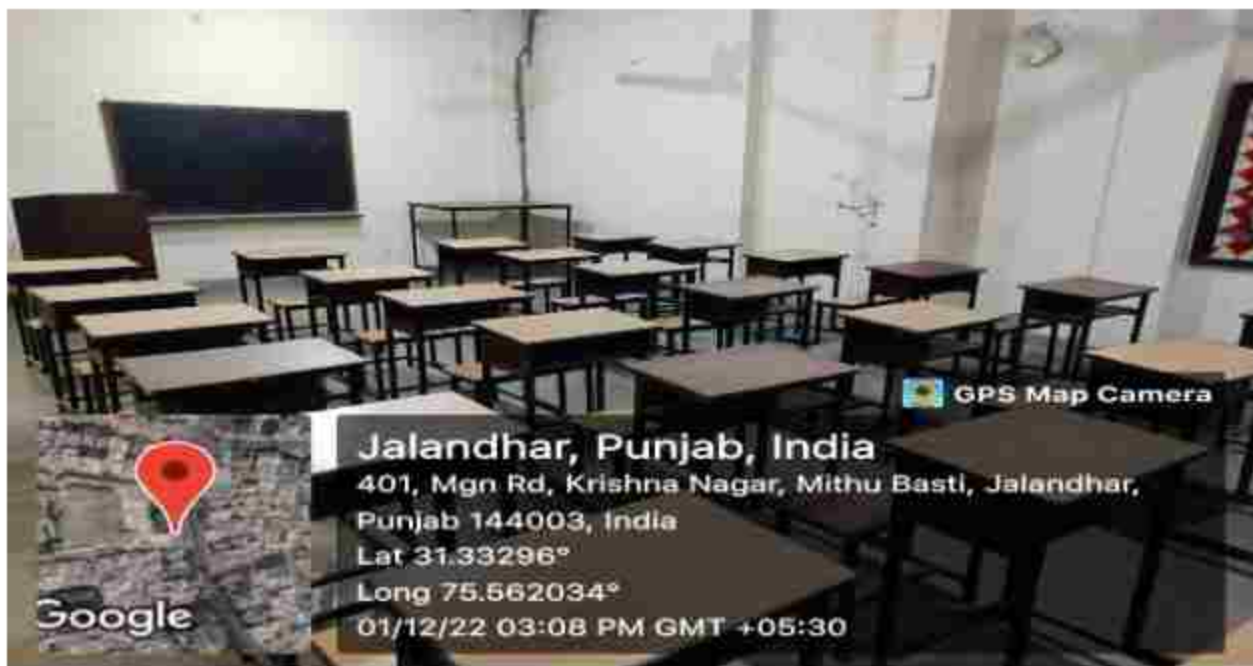 GPS Map Camera
Jalandhar, Punjab, India
401, Mgn Rd, Krishna Nagar, Mithu Basti, Jalandhar,
Punjab 144003, India
Lat 31.33296°
Long 75.562034°
01/12/22 03:08 PM GMT +05:30
Google